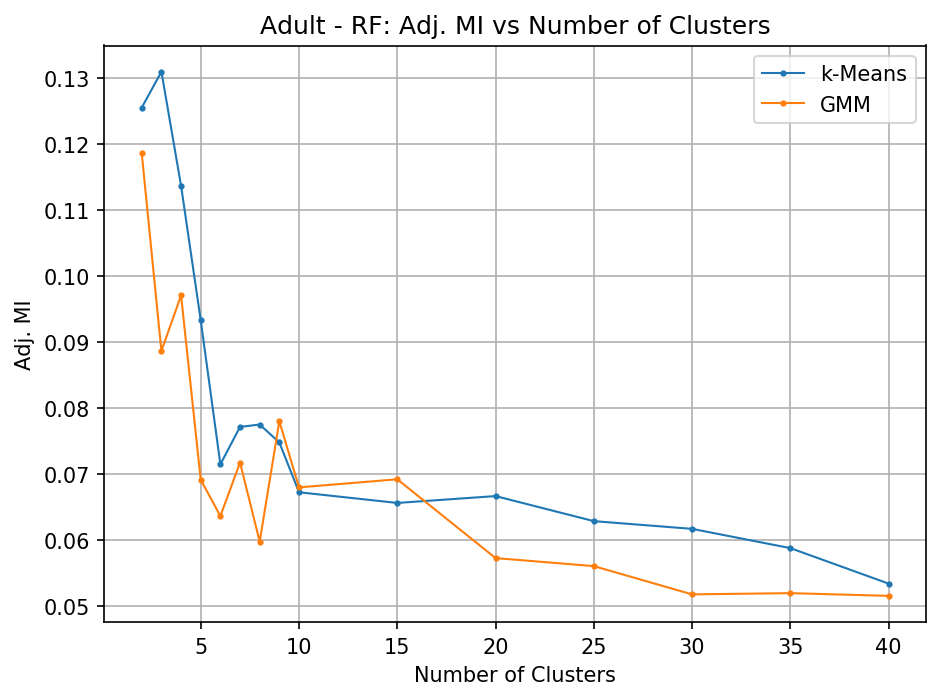 Adult - RF: Adj. MI vs Number of Clusters
k-Means
GMM
Adj. MI
0.13
0.12
0.11
0.10
0.09
0.08
0.07
0.06
0.05
5 10 15 20 25 30 35 40
Number of Clusters